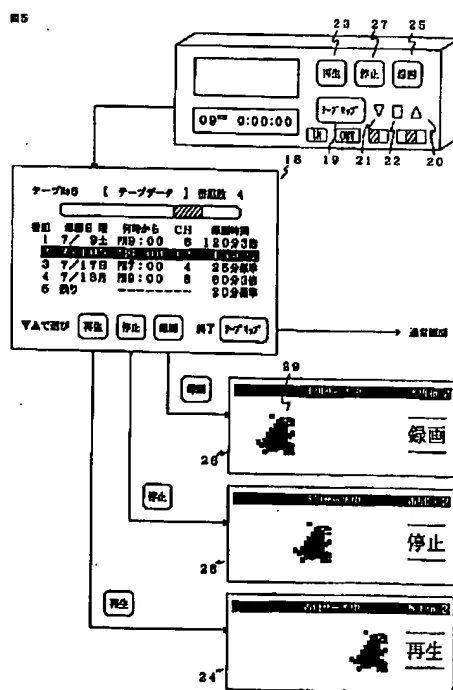 図5
23 27 25
再生 停止 録画
テープマップ ▽ □ △
09 0:00:00
19 21 22 20
18
テープNo6 【 テープデータ 】 番組数 4
番組 録画日 曜 何時から CH 録画時間
1 7/ 9土 PM9:00 6 120分3倍
3 7/17日 PM7:00 4 25分標準
4 7/18月 PM9:00 8 60分3倍
5 残り ---------- 20分標準
▽△で選び 再生 停止 録画 終了 テープマップ
通常画面
録画
29
録画
28
停止
停止
26
再生
再生
24